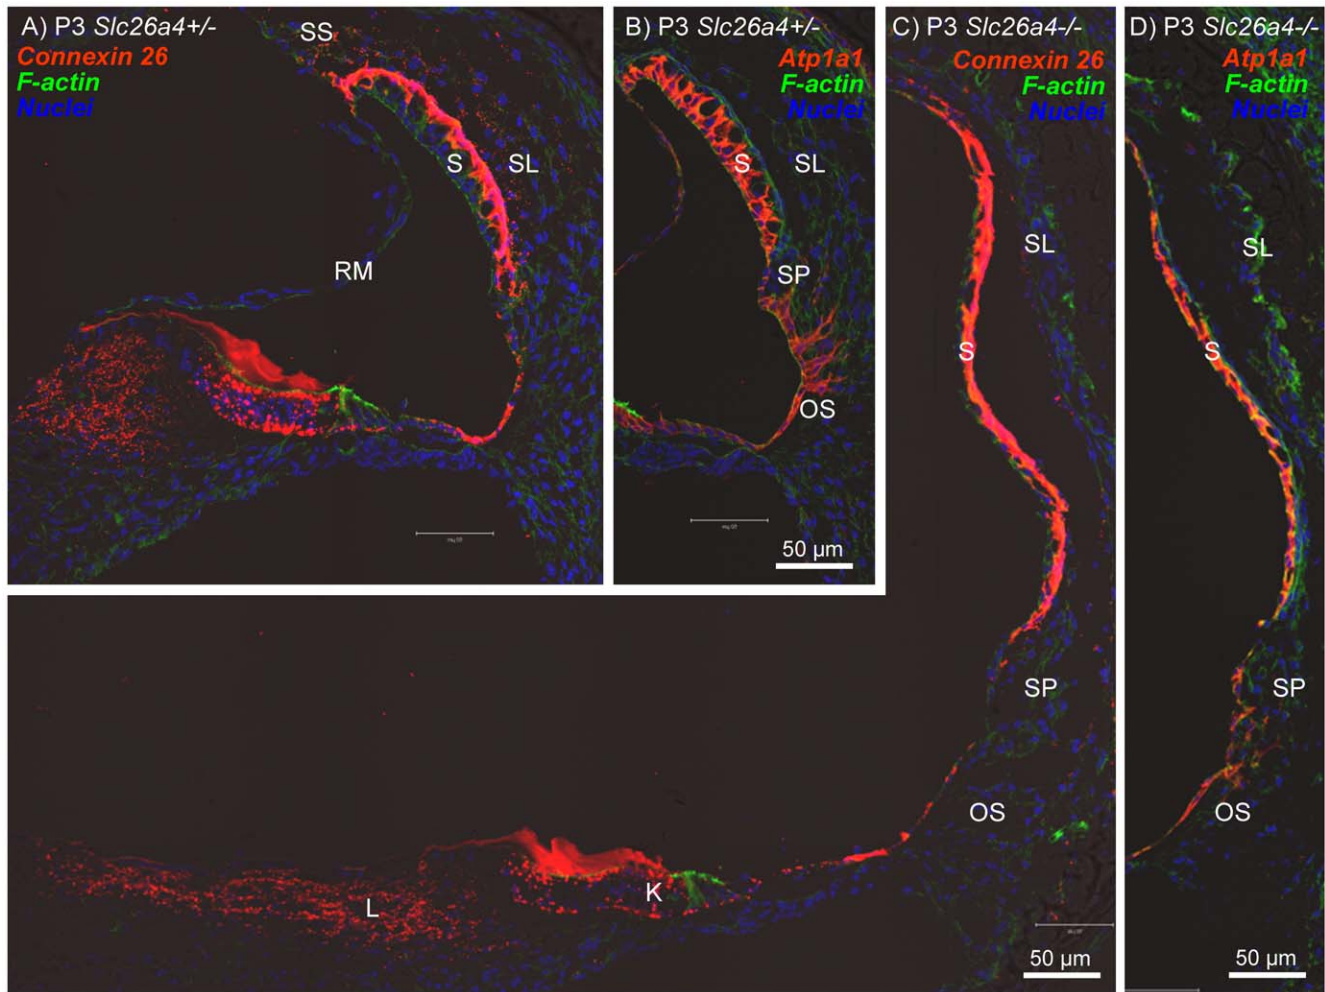 A) P3 Slc26a4+/-
Connexin 26
F-actin
Nuclei
SS
S
SL
RM
B) P3 Slc26a4+/-
Atp1a1
F-actin
Nuclei
S
SL
SP
OS
50 µm
C) P3 Slc26a4-/-
Connexin 26
F-actin
Nuclei
SL
S
SP
OS
K
L
50 µm
D) P3 Slc26a4-/-
Atp1a1
F-actin
Nuclei
SL
S
SP
OS
50 µm